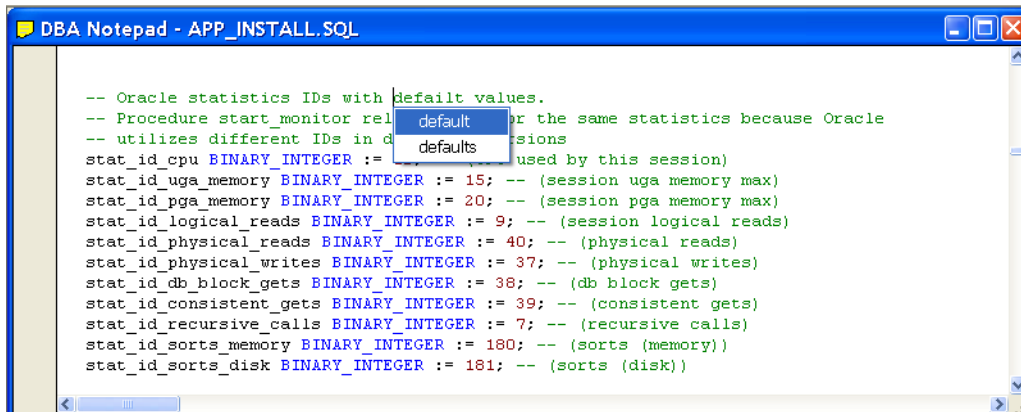 DBA Notepad - APP_INSTALL.SQL
-- Oracle statistics IDs with defailt values.
-- Procedure start_monitor rel or the same statistics because Oracle
default
-- utilizes different IDs in d rsions
defaults
stat_id_cpu BINARY_INTEGER := used by this session)
stat_id_uga_memory BINARY_INTEGER := 15; -- (session uga memory max)
stat_id_pga_memory BINARY_INTEGER := 20; -- (session pga memory max)
stat_id_logical_reads BINARY_INTEGER := 9; -- (session logical reads)
stat_id_physical_reads BINARY_INTEGER := 40; -- (physical reads)
stat_id_physical_writes BINARY_INTEGER := 37; -- (physical writes)
stat_id_db_block_gets BINARY_INTEGER := 38; -- (db block gets)
stat_id_consistent_gets BINARY_INTEGER := 39; -- (consistent gets)
stat_id_recursive_calls BINARY_INTEGER := 7; -- (recursive calls)
stat_id_sorts_memory BINARY_INTEGER := 180; -- (sorts (memory))
stat_id_sorts_disk BINARY_INTEGER := 181; -- (sorts (disk))